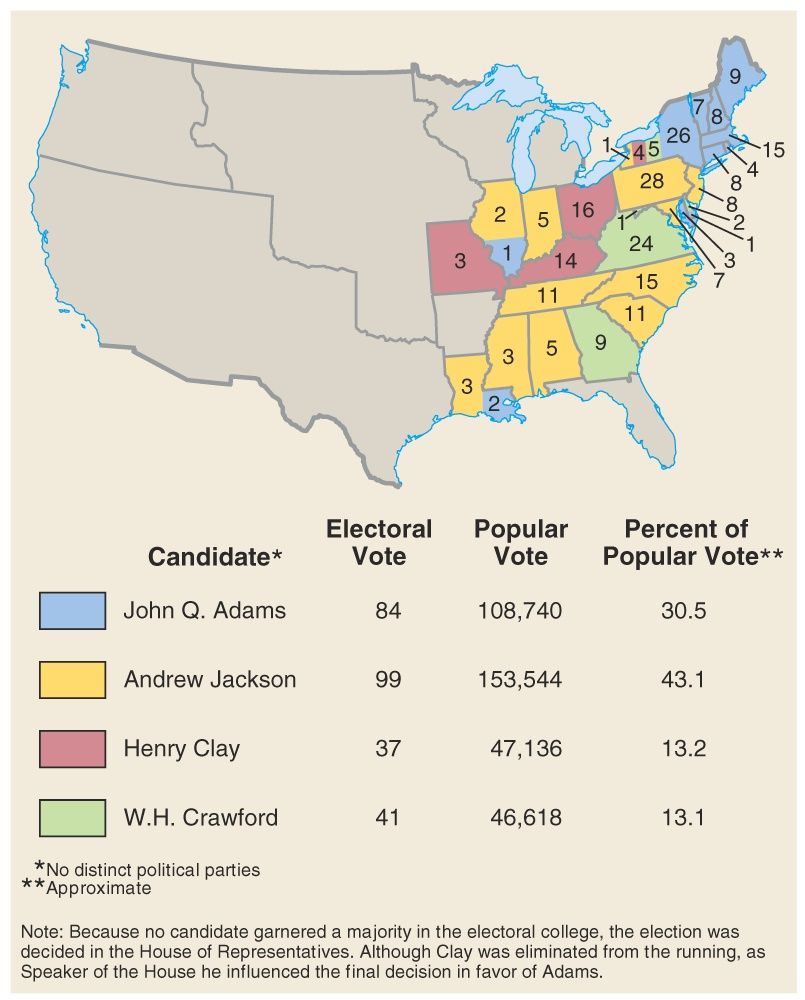 9
7
8
26
15
1
4
5
4
8
28
8
2
1
1
3
7
2
5
16
24
3
1
14
15
11
11
3
5
9
3
2
Electoral Popular Percent of
Candidate* Vote Vote Popular Vote**
John Q. Adams 84 108,740 30.5
Andrew Jackson 99 153,544 43.1
Henry Clay 37 47,136 13.2
W.H. Crawford 41 46,618 13.1
*No distinct political parties
**Approximate
Note: Because no candidate garnered a majority in the electoral college, the election was
decided in the House of Representatives. Although Clay was eliminated from the running, as
Speaker of the House he influenced the final decision in favor of Adams.